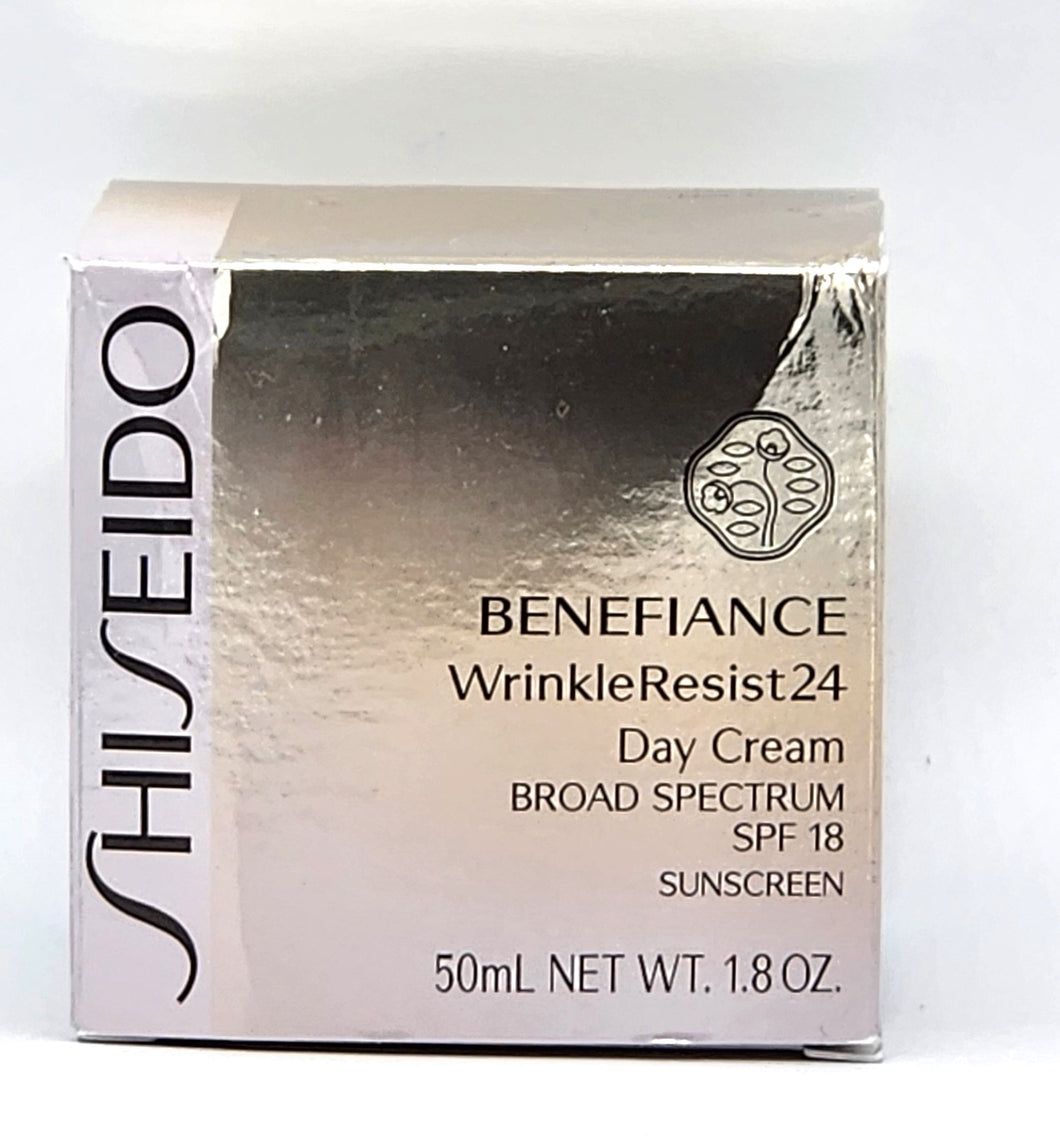 SHISEIDO
BENEFIANCE
WrinkleResist24
Day Cream
BROAD SPECTRUM
SPF 18
SUNSCREEN
50mL NET WT. 1.8 OZ.